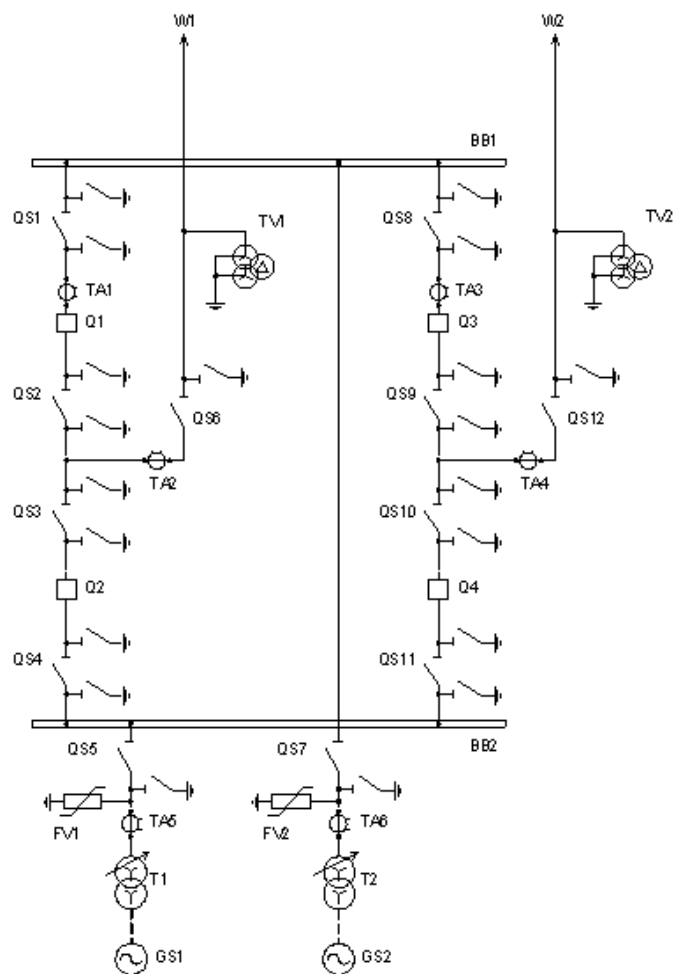 W1 W2
BB1
QS1 TV1 QS8 TV2
TA1 TA3
Q1 Q3
QS2 QS6 QS9 QS12
TA2 TA4
QS3 QS10
Q2 Q4
QS4 QS11
QS5 QS7 BB2
FV1 TA5 FV2 TA6
T1 T2
GS1 GS2